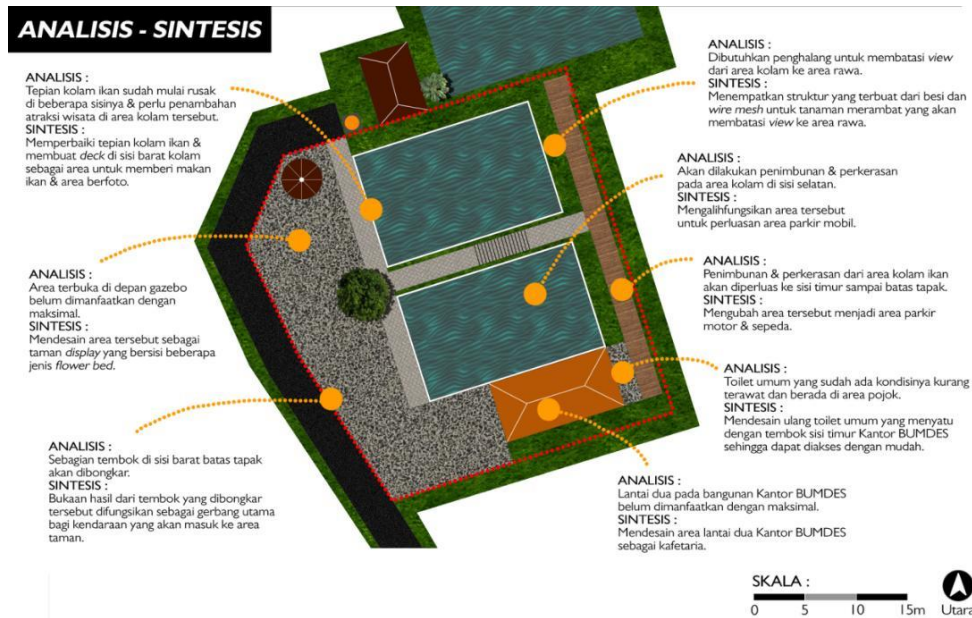 ANALISIS - SINTESIS
ANALISIS :
Tepian kolam ikan sudah mulai rusak
di beberapa sisinya & perlu penambahan
atraksi wisata di area kolam tersebut.
SINTESIS :
Memperbaiki tepian kolam ikan &
membuat deck di sisi barat kolam
sebagai area untuk memberi makan
ikan & area berfoto.
ANALISIS :
Area terbuka di depan gazebo
belum dimanfaatkan dengan
maksimal.
SINTESIS :
Mendesain area tersebut sebagai
taman display yang bersisi beberapa
jenis flower bed.
ANALISIS :
Sebagian tembok di sisi barat batas tapak
akan dibongkar.
SINTESIS :
Bukaan hasil dari tembok yang dibongkar
tersebut difungsikan sebagai gerbang utama
bagi kendaraan yang akan masuk ke area
taman.
ANALISIS :
Dibutuhkan penghalang untuk membatasi view
dari area kolam ke area rawa.
SINTESIS :
Menempatkan struktur yang terbuat dari besi dan
wire mesh untuk tanaman merambat yang akan
membatasi view ke area rawa.
ANALISIS :
Akan dilakukan penimbunan & perkerasan
pada area kolam di sisi selatan.
SINTESIS :
Mengalihfungsikan area tersebut
untuk perluasan area parkir mobil.
ANALISIS :
Penimbunan & perkerasan dari area kolam ikan
akan diperluas ke sisi timur sampai batas tapak.
SINTESIS :
Mengubah area tersebut menjadi area parkir
motor & sepeda.
ANALISIS :
Toilet umum yang sudah ada kondisinya kurang
terawat dan berada di area pojok.
SINTESIS :
Mendesain ulang toilet umum yang menyatu
dengan tembok sisi timur Kantor BUMDES
sehingga dapat diakses dengan mudah.
ANALISIS :
Lantai dua pada bangunan Kantor BUMDES
belum dimanfaatkan dengan maksimal.
SINTESIS :
Mendesain area lantai dua Kantor BUMDES
sebagai kafetaria.
SKALA :
0 5 10 15m
Utara